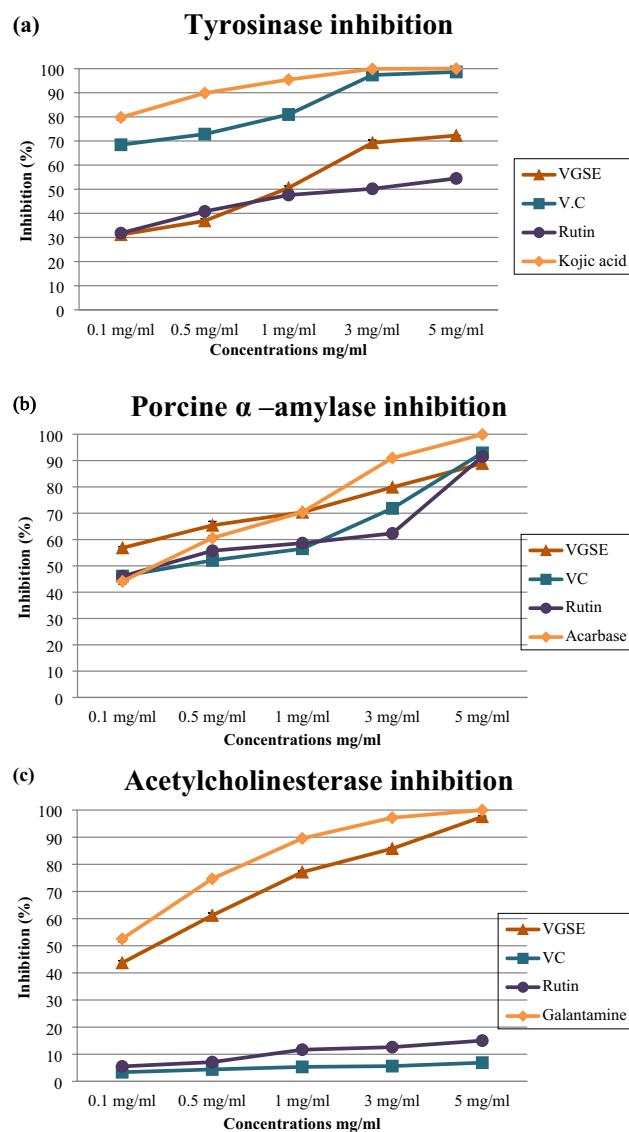 (a)
Tyrosinase inhibition
Inhibition (%)
100
90
80
70
60
50
40
30
20
10
0
0.1 mg/ml 0.5 mg/ml 1 mg/ml 3 mg/ml 5 mg/ml
Concentrations mg/ml
VGSE
V.C
Rutin
Kojic acid
(b)
Porcine α –amylase inhibition
Inhibition (%)
100
90
80
70
60
50
40
30
20
10
0
0.1 mg/ml 0.5 mg/ml 1 mg/ml 3 mg/ml 5 mg/ml
Concentrations mg/ml
VGSE
VC
Rutin
Acarbase
(c)
Acetylcholinesterase inhibition
Inhibition (%)
100
90
80
70
60
50
40
30
20
10
0
0.1 mg/ml 0.5 mg/ml 1 mg/ml 3 mg/ml 5 mg/ml
Concentrations mg/ml
VGSE
VC
Rutin
Galantamine